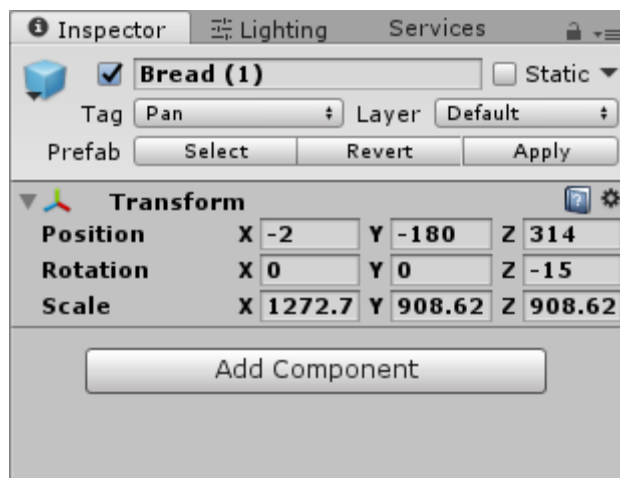 Inspector Lighting Services
Bread (1) Static
Tag Pan Layer Default
Prefab Select Revert Apply
Transform
Position X -2 Y -180 Z 314
Rotation X 0 Y 0 Z -15
Scale X 1272.7 Y 908.62 Z 908.62
Add Component